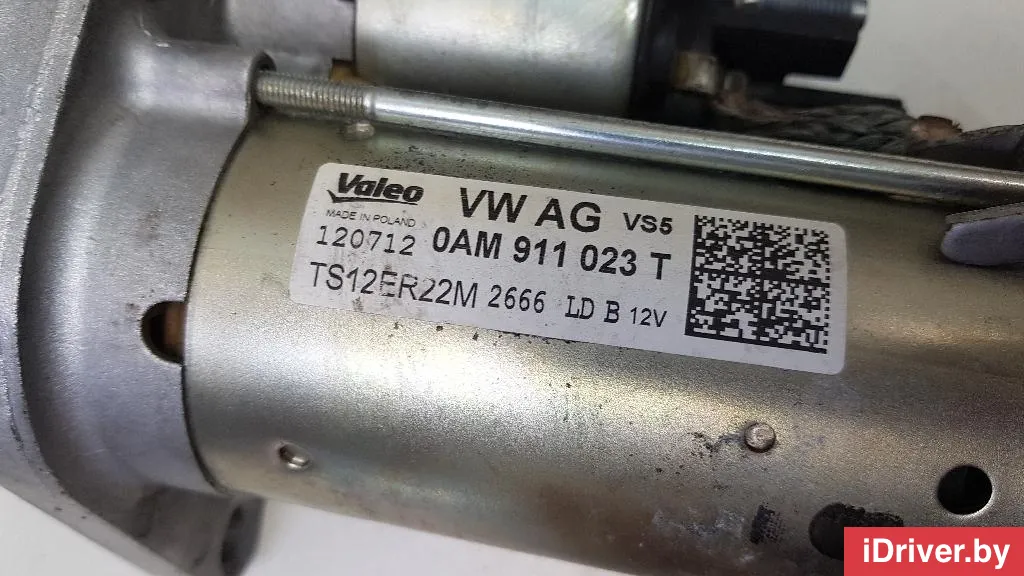 Valeo VW AG VS5
MADE IN POLAND
120712 0AM 911 023 T
TS12ER22M 2666 LD B 12V
iDriver.by